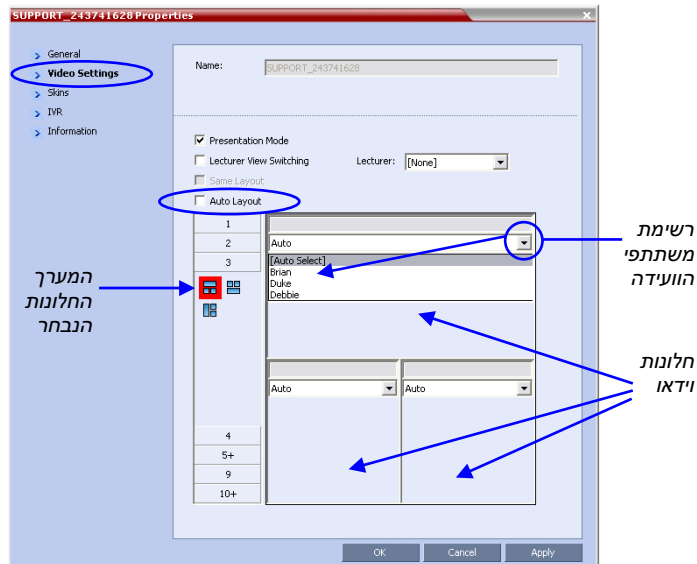 SUPPORT_243741628 Properties
General
Video Settings
Skins
IVR
Information
Name:
SUPPORT_243741628
Presentation Mode
Lecturer View Switching
Lecturer:
[None]
Same Layout
Auto Layout
1
2
3
Auto
[Auto Select]
Brian
Duke
Debbie
Auto
Auto
4
5+
9
10+
OK
Cancel
Apply
המערך
החלונות
הנבחר
רשימת
משתתפי
הוועידה
חלונות
וידאו